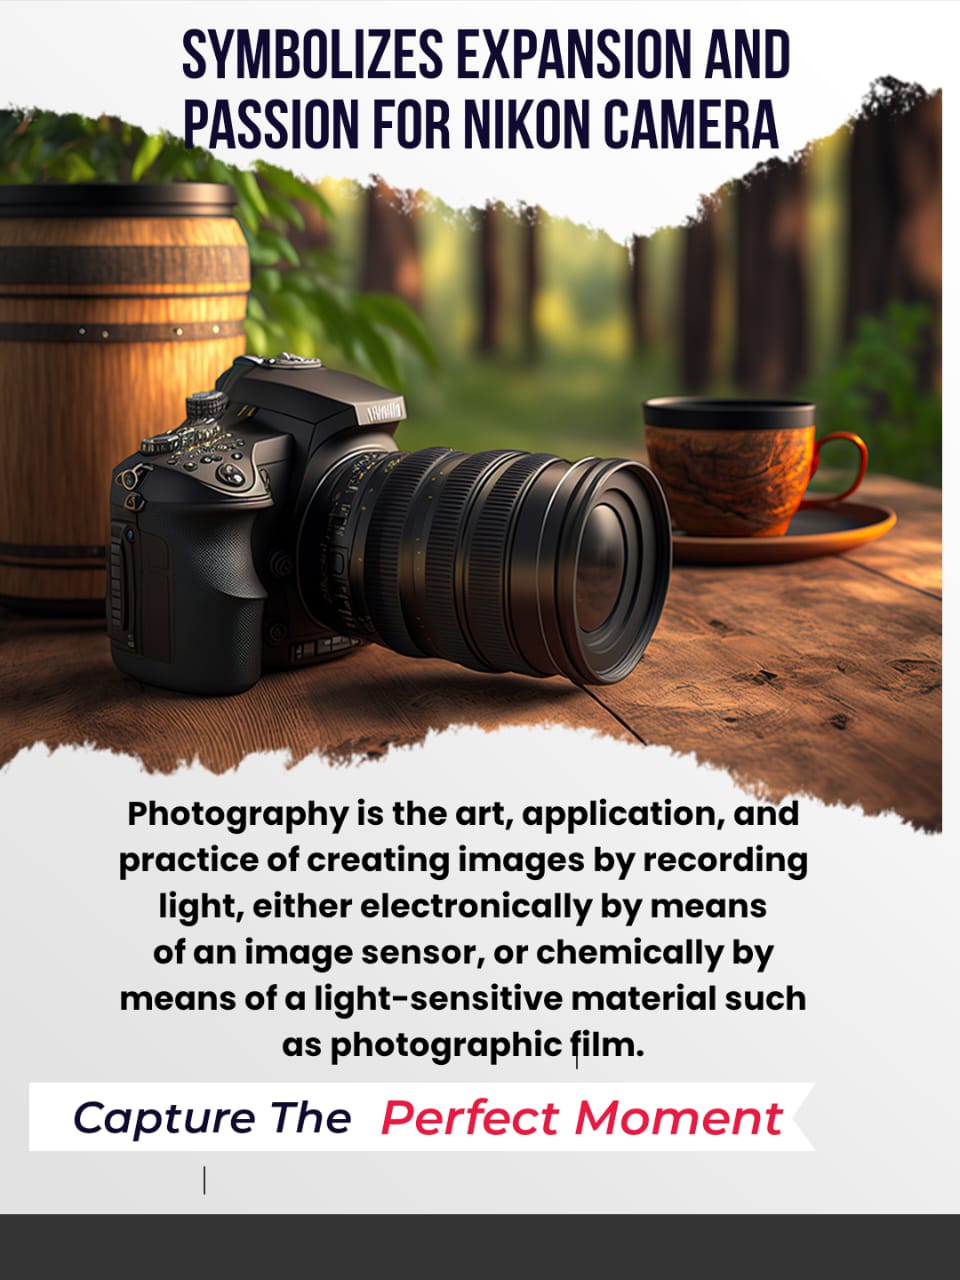 SYMBOLIZES EXPANSION AND
PASSION FOR NIKON CAMERA
Photography is the art, application, and
practice of creating images by recording
light, either electronically by means
of an image sensor, or chemically by
means of a light-sensitive material such
as photographic film.
Capture The Perfect Moment